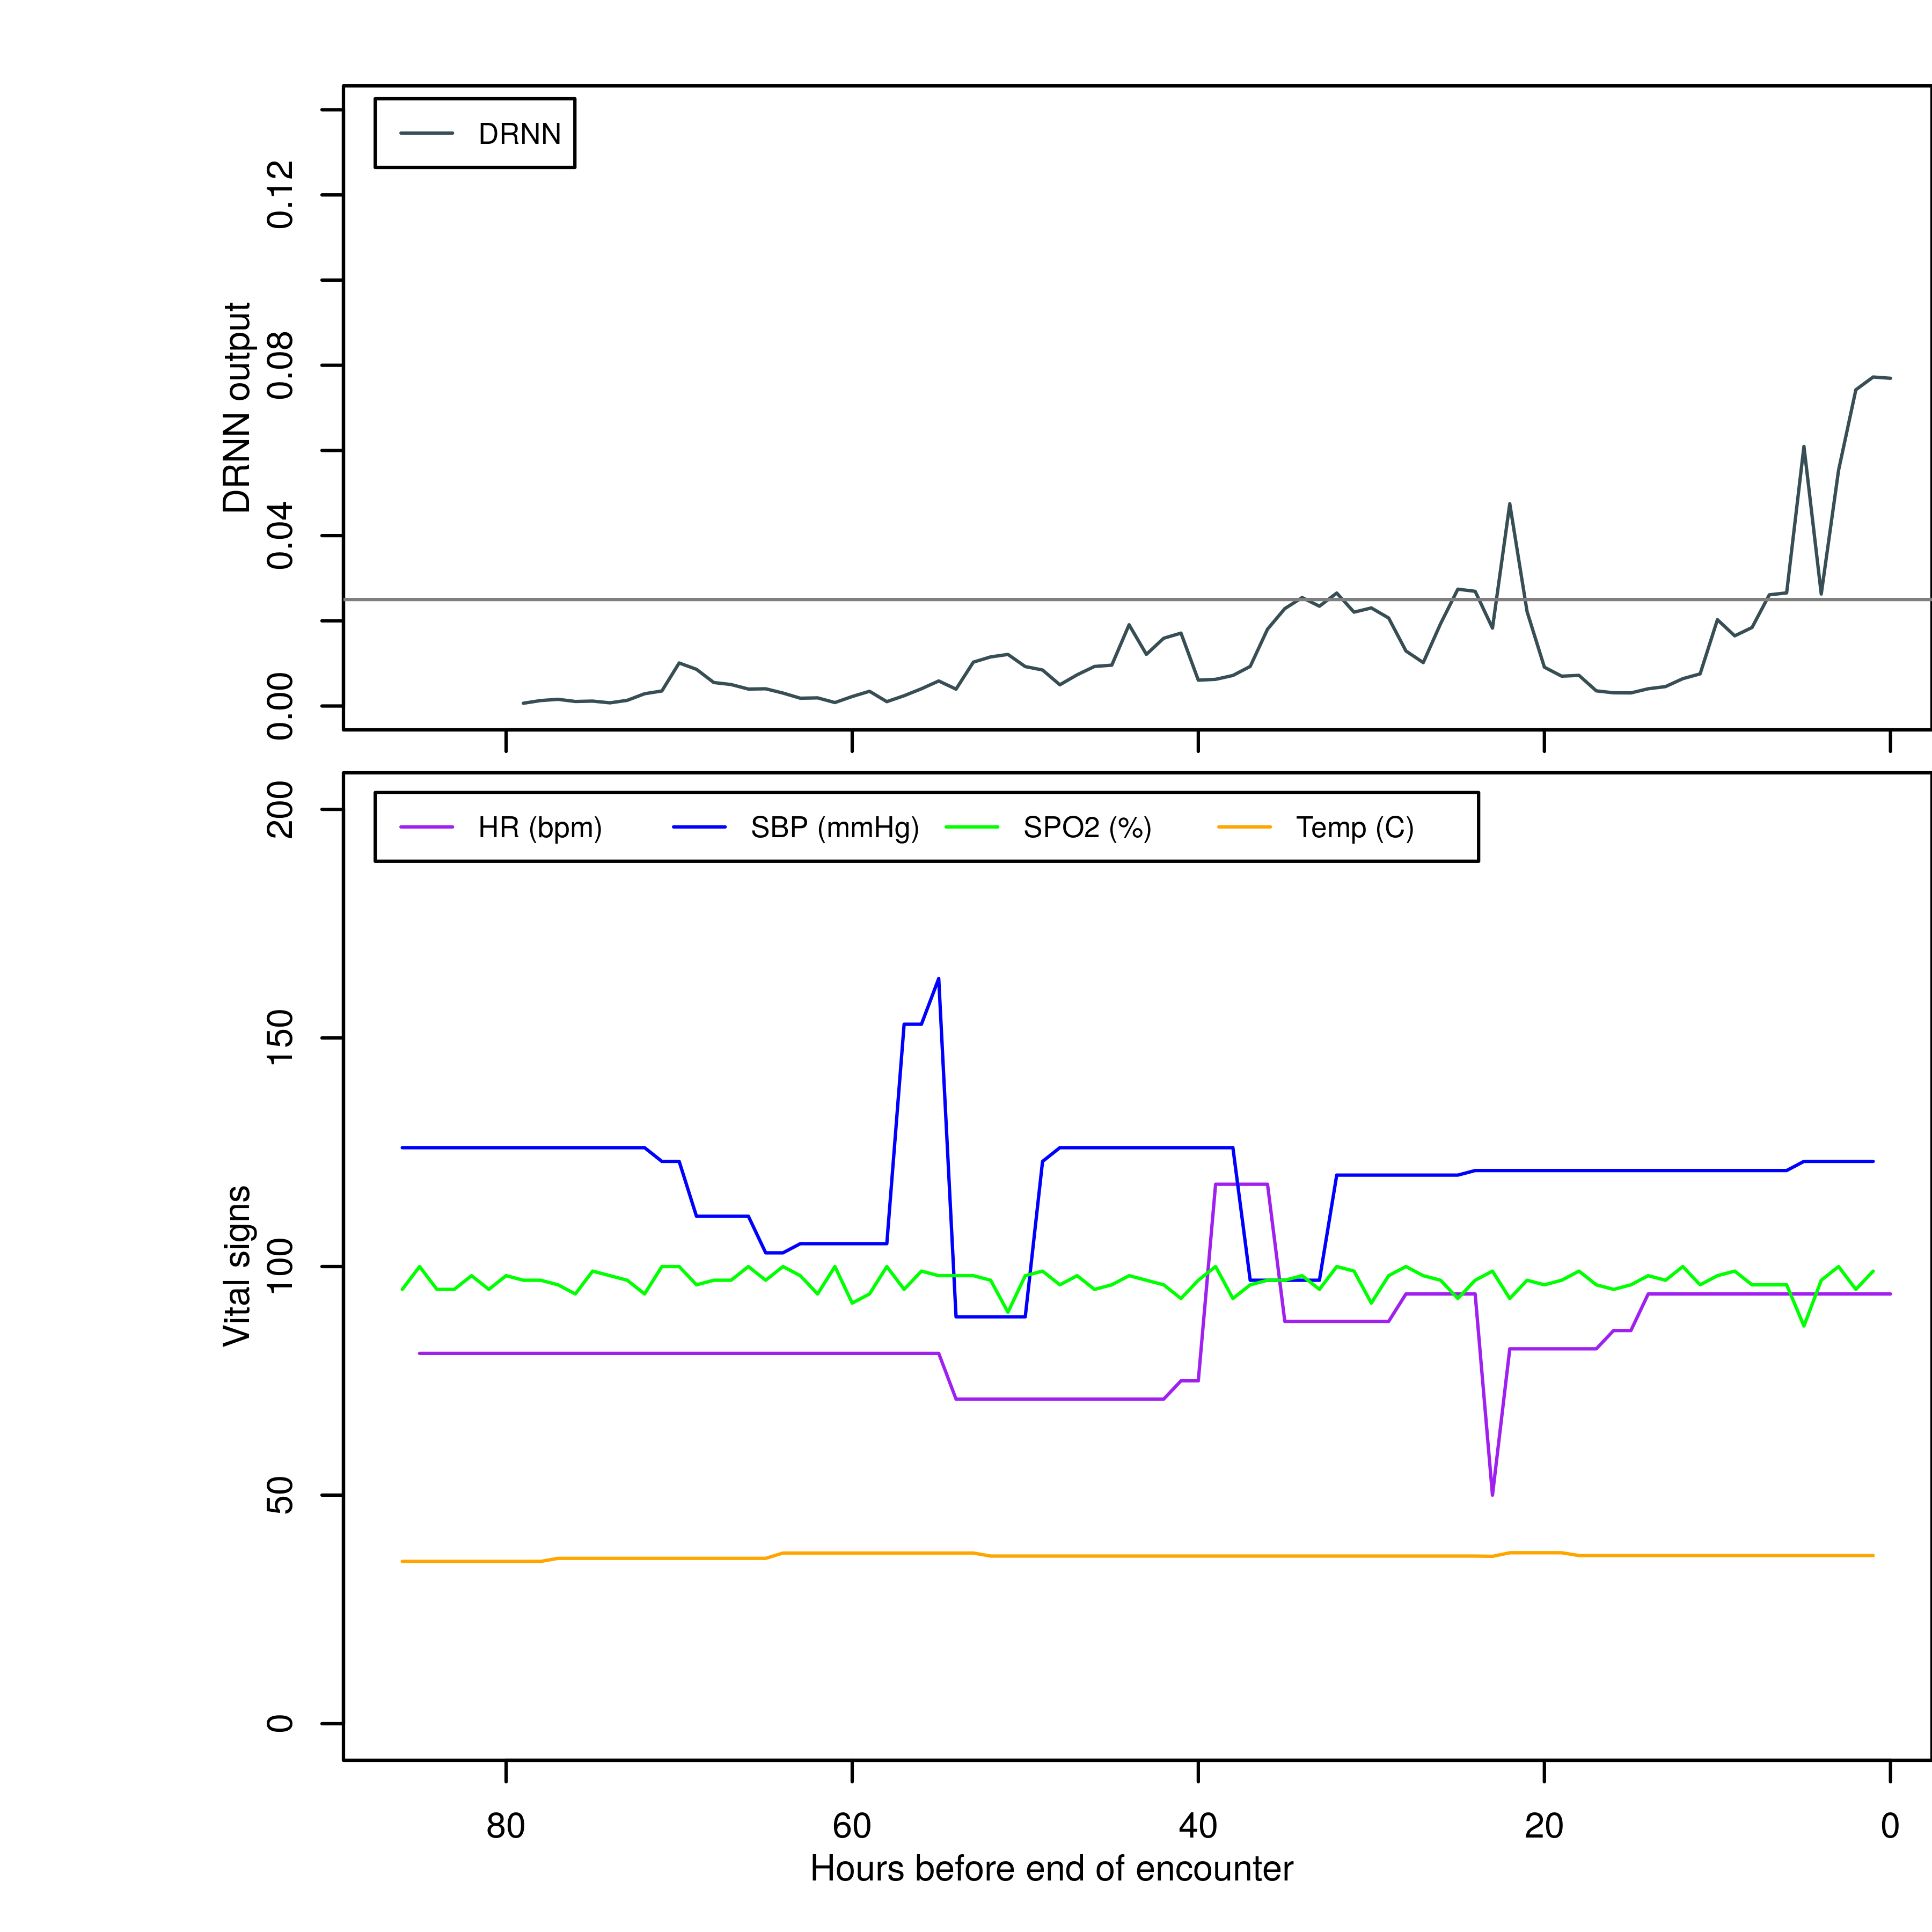 DRNN
DRNN output
0.00
0.04
0.08
0.12
HR (bpm) SBP (mmHg) SPO2 (%) Temp (C)
Vital signs
0
50
100
150
200
80 60 40 20 0
Hours before end of encounter